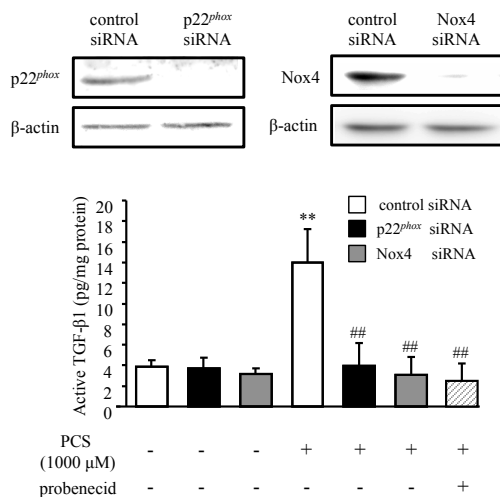 control siRNA p22phox siRNA
p22phox
β-actin
control siRNA Nox4 siRNA
Nox4
β-actin
Active TGF-β1 (pg/mg protein)
20
18
16
14
12
10
8
6
4
2
0
control siRNA
p22phox siRNA
Nox4 siRNA
**
## ## ##
PCS (1000 μM) - - - + + + +
probenecid +